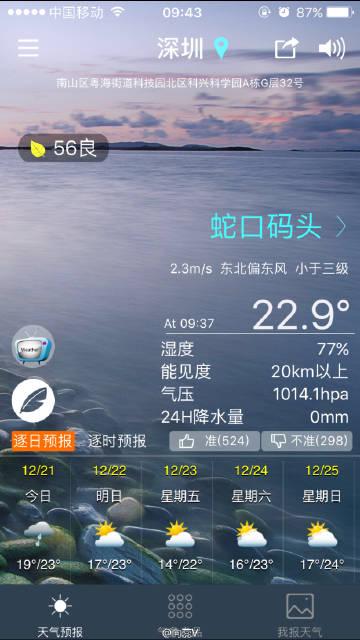 中国移动 09:43 87%
深圳
南山区粤海街道科技园北区科兴科学园A栋G层32号
56良
蛇口码头
2.3m/s 东北偏东风 小于三级
At 09:37 22.9°
湿度 77%
能见度 20km以上
气压 1014.1hpa
24H降水量 0mm
Weather
逐日预报 逐时预报 准(524) 不准(298)
12/21 12/22 12/23 12/24 12/25
今日 明日 星期五 星期六 星期日
19°/23° 17°/23° 14°/22° 16°/23° 17°/24°
天气预报 我报天气